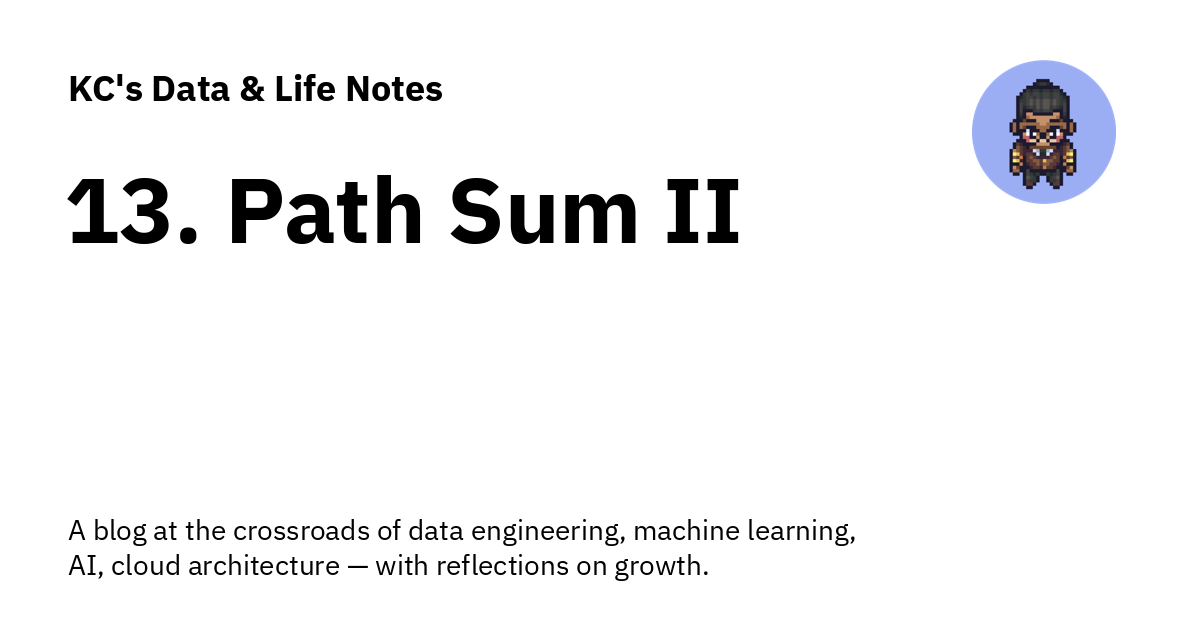 KC's Data & Life Notes
13. Path Sum II
A blog at the crossroads of data engineering, machine learning,
AI, cloud architecture — with reflections on growth.